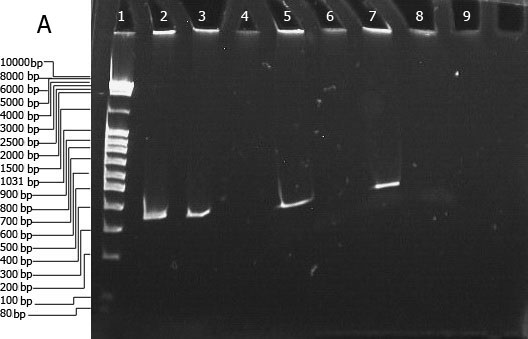 A
1 2 3 4 5 6 7 8 9
10000bp
8000 bp
6000 bp
5000 bp
4000 bp
3000 bp
2500 bp
2000 bp
1500 bp
1031 bp
900 bp
800 bp
700 bp
600 bp
500 bp
400 bp
300 bp
200 bp
100 bp
80 bp